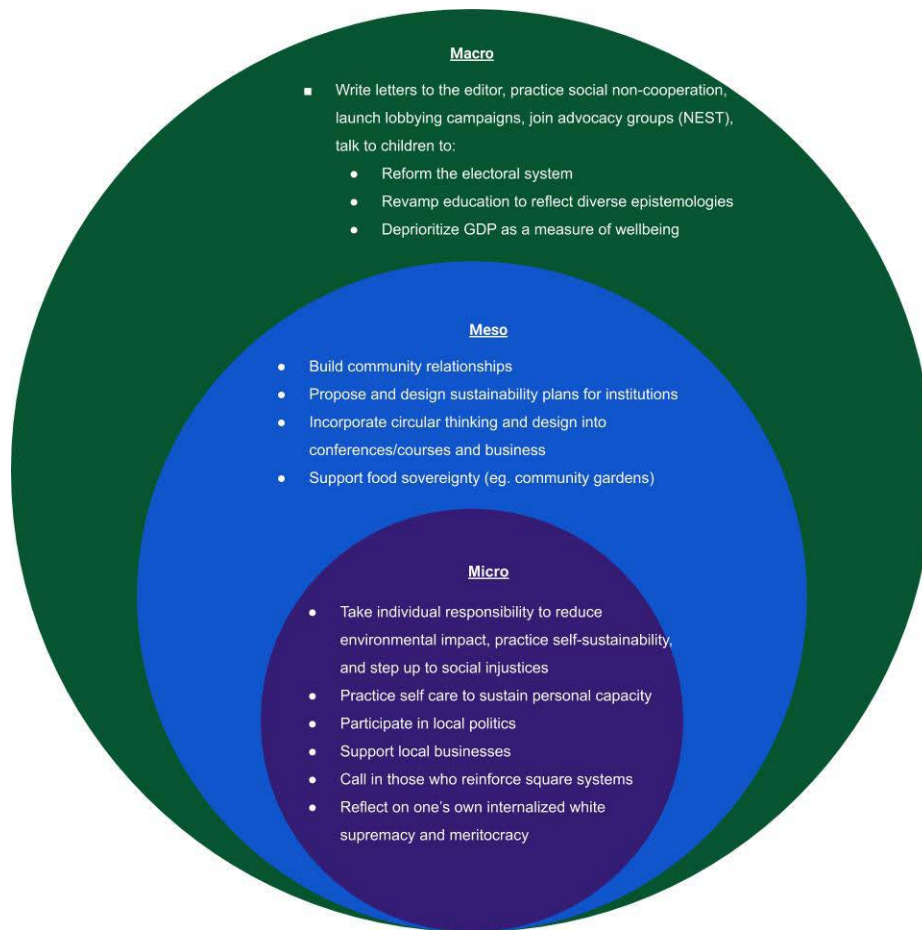 Macro
■ Write letters to the editor, practice social non-cooperation,
launch lobbying campaigns, join advocacy groups (NEST),
talk to children to:
● Reform the electoral system
● Revamp education to reflect diverse epistemologies
● Deprioritize GDP as a measure of wellbeing
Meso
● Build community relationships
● Propose and design sustainability plans for institutions
● Incorporate circular thinking and design into
conferences/courses and business
● Support food sovereignty (eg. community gardens)
Micro
● Take individual responsibility to reduce
environmental impact, practice self-sustainability,
and step up to social injustices
● Practice self care to sustain personal capacity
● Participate in local politics
● Support local businesses
● Call in those who reinforce square systems
● Reflect on one’s own internalized white
supremacy and meritocracy